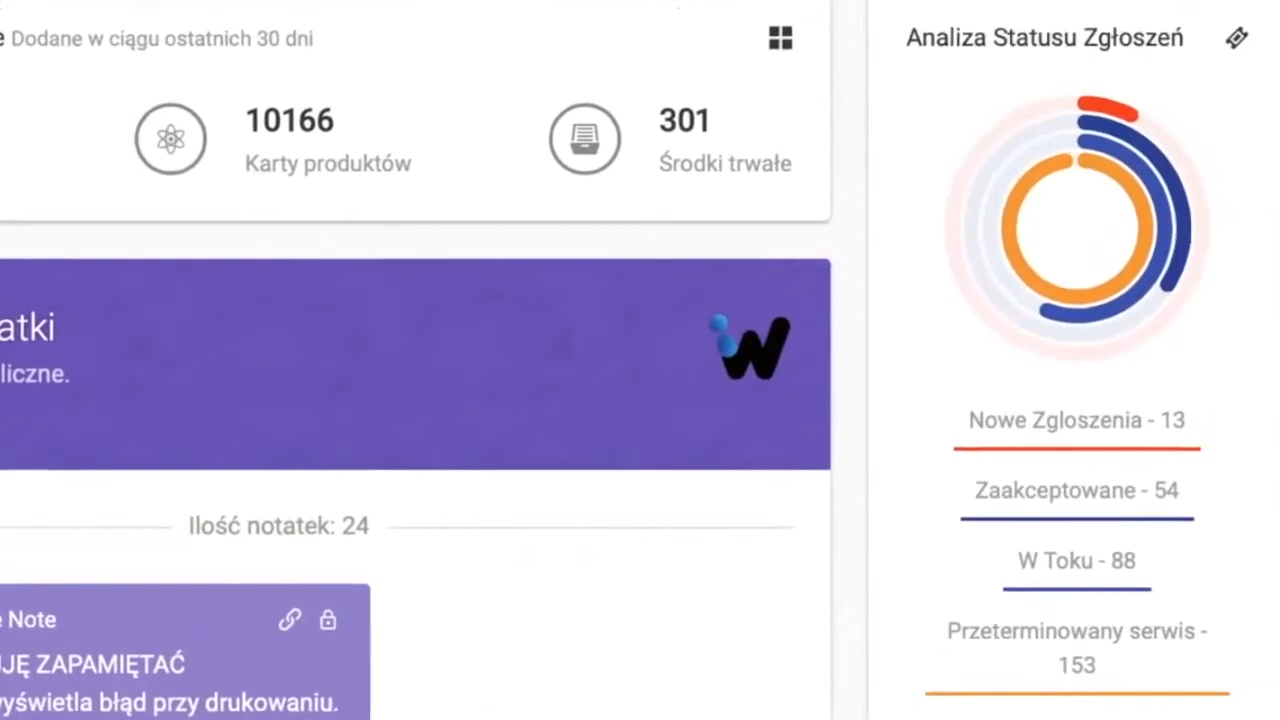 Dodane w ciągu ostatnich 30 dni
10166
Karty produktów
301
Środki trwałe
atki
liczne.
Ilość notatek: 24
e Note
UJĘ ZAPAMIĘTAĆ
wyświetla błąd przy drukowaniu.
Analiza Statusu Zgłoszeń
Nowe Zgloszenia - 13
Zaakceptowane - 54
W Toku - 88
Przeterminowany serwis -
153